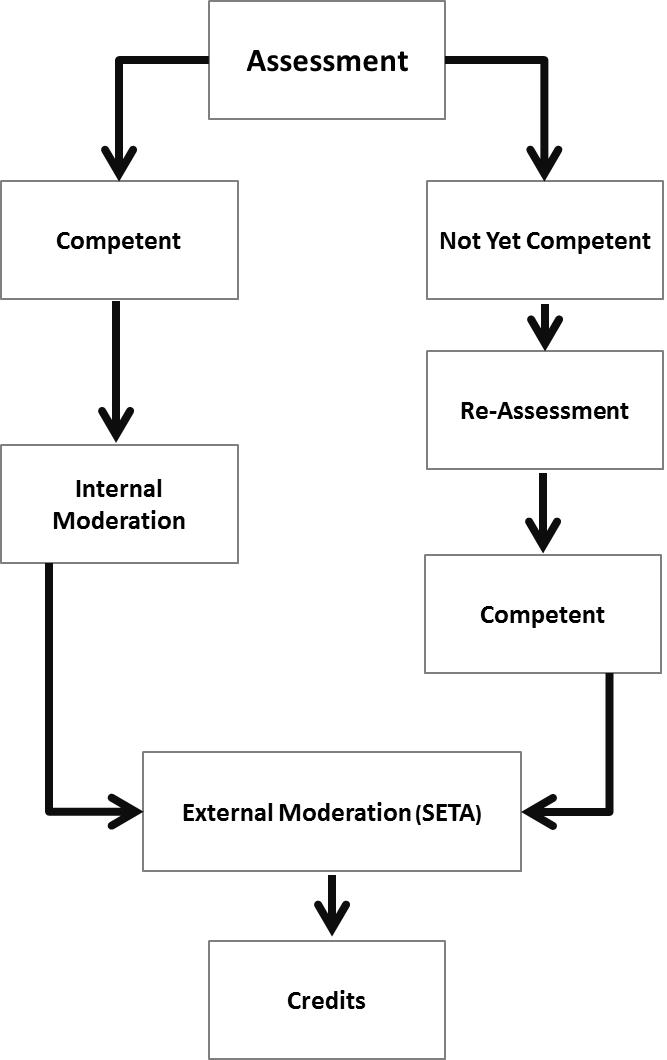 Assessment
Competent
Not Yet Competent
Re-Assessment
Internal
Moderation
Competent
External Moderation (SETA)
Credits